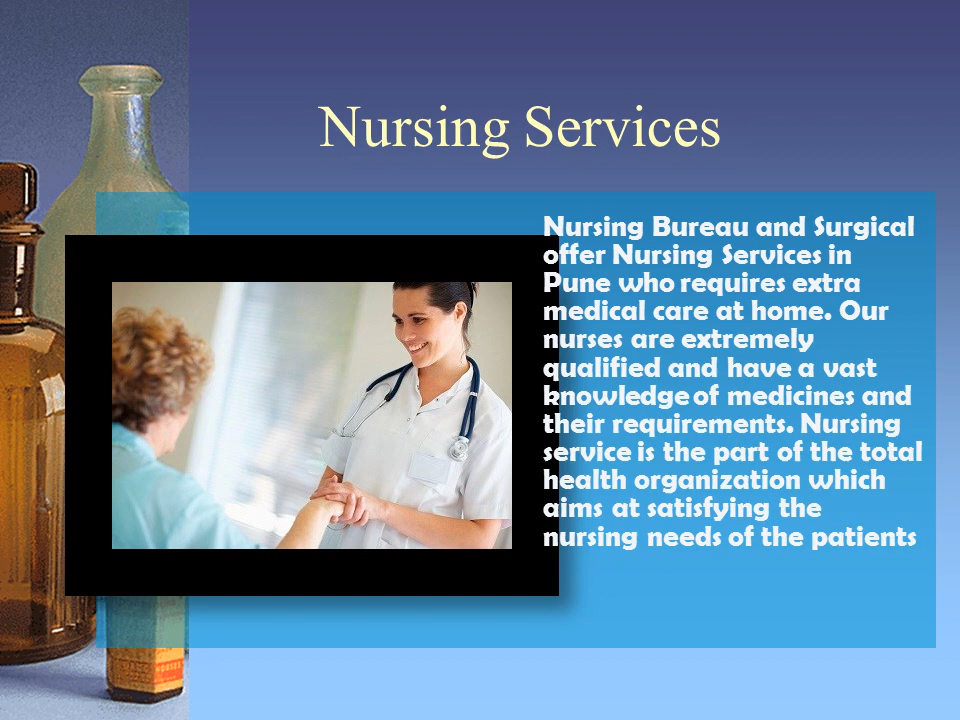 Nursing Services
Nursing Bureau and Surgical
offer Nursing Services in
Pune who requires extra
medical care at home. Our
nurses are extremely
qualified and have a vast
knowledge of medicines and
their requirements. Nursing
service is the part of the total
health organization which
aims at satisfying the
nursing needs of the patients